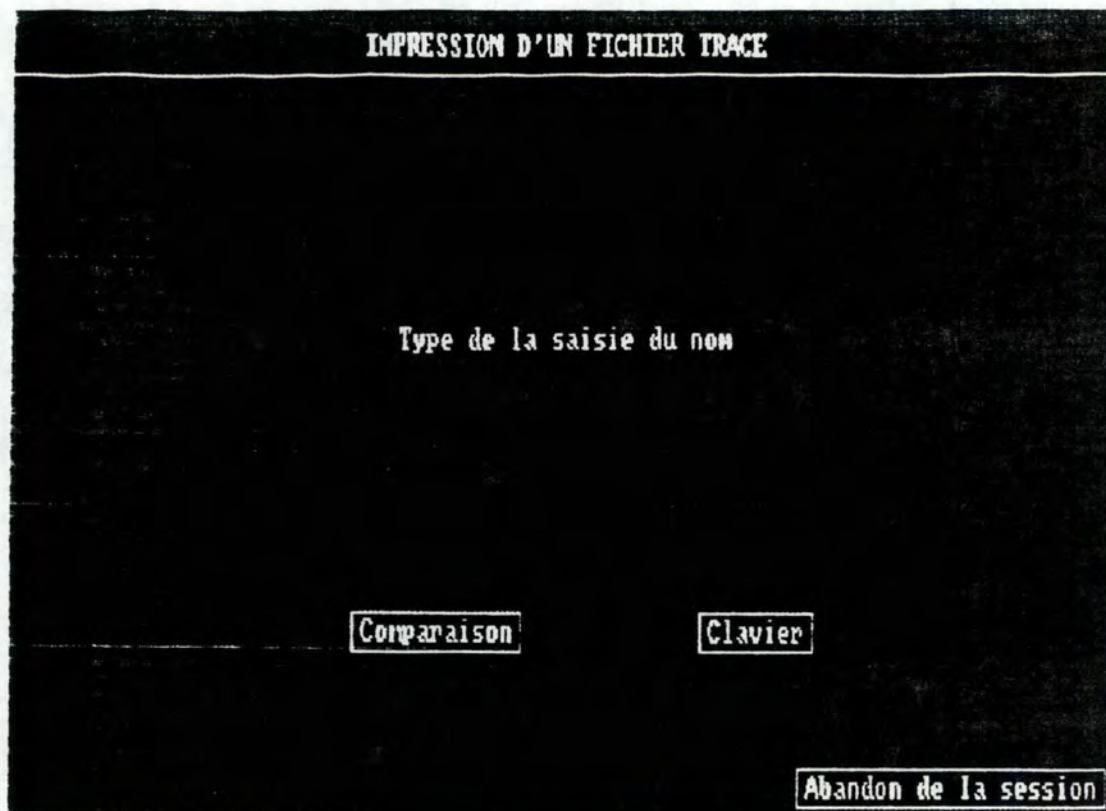 IMPRESSION D'UN FICHIER TRACE
Type de la saisie du nom
Comparaison
Clavier
Abandon de la session